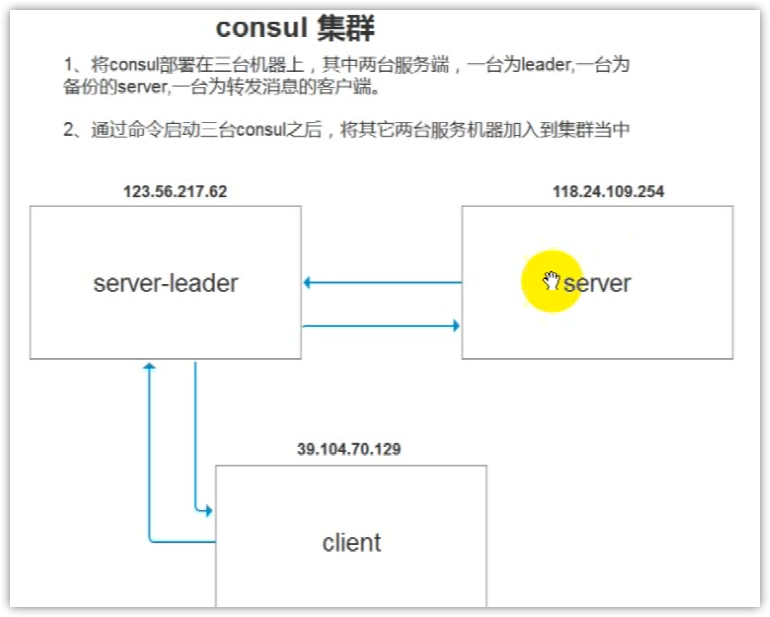 consul 集群
1、将consul部署在三台机器上，其中两台服务端，一台为leader,一台为
备份的server,一台为转发消息的客户端。
2、通过命令启动三台consul之后，将其它两台服务机器加入到集群当中
123.56.217.62
118.24.109.254
server-leader
server
39.104.70.129
client